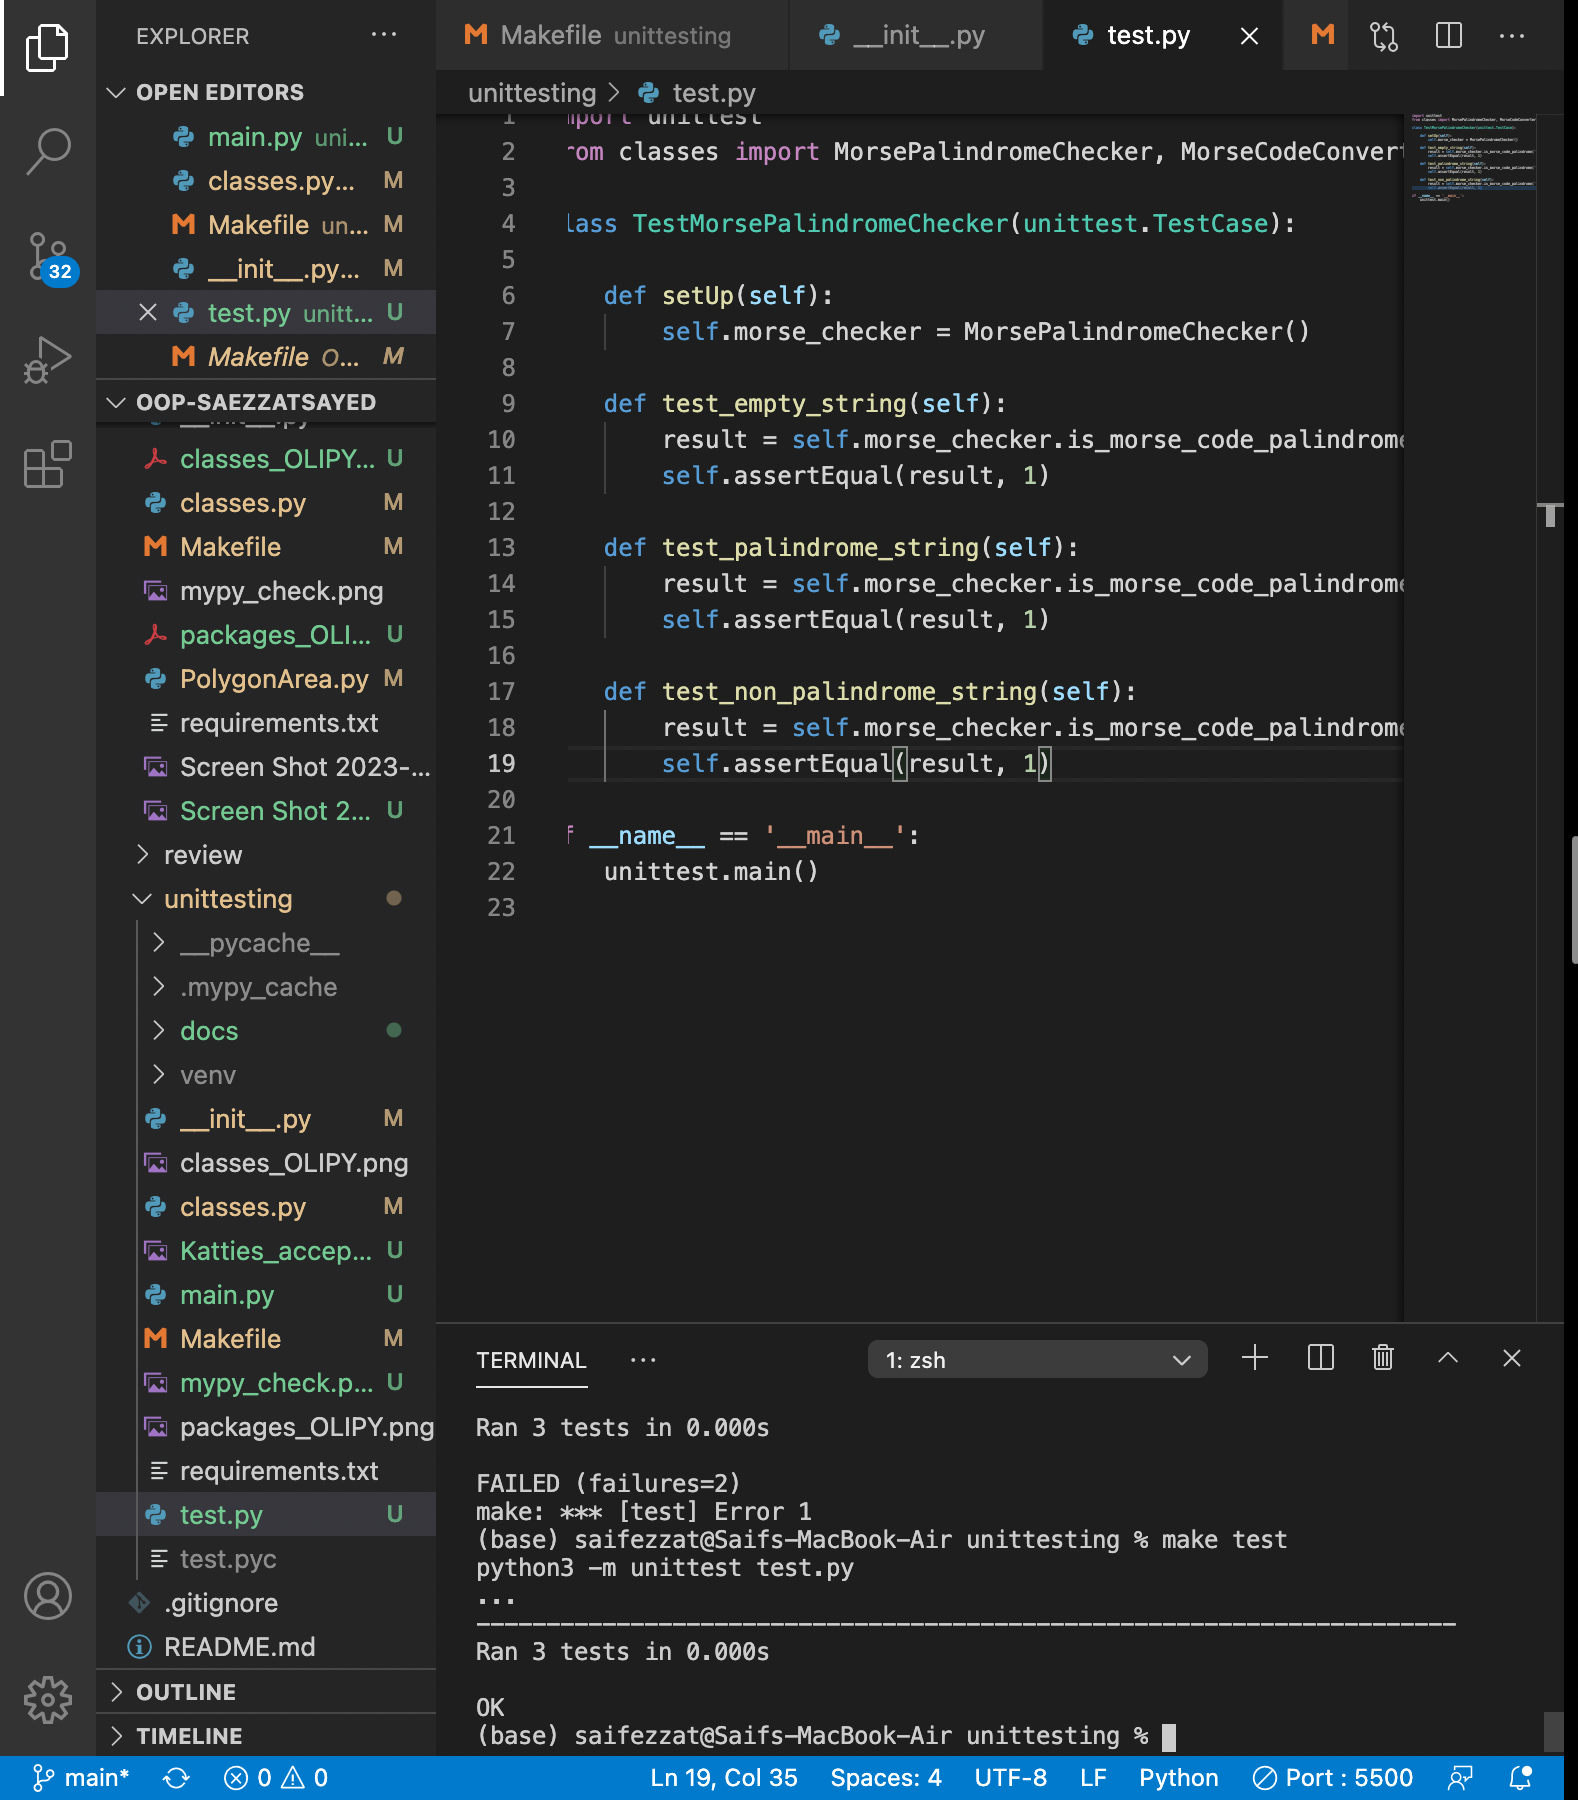 EXPLORER
OPEN EDITORS
main.py uni... U
classes.py... M
Makefile un... M
__init__.py... M
test.py unitt... U
Makefile O... M
OOP-SAEZZATSAYED
__init__.py
classes_OLIPY... U
classes.py M
Makefile M
mypy_check.png
packages_OLI... U
PolygonArea.py M
requirements.txt
Screen Shot 2023-...
Screen Shot 2... U
review
unittesting
__pycache__
.mypy_cache
docs
venv
__init__.py M
classes_OLIPY.png
classes.py M
Katties_accep... U
main.py U
Makefile M
mypy_check.p... U
packages_OLIPY.png
requirements.txt
test.py U
test.pyc
.gitignore
README.md
OUTLINE
TIMELINE
32
Makefile unittesting
__init__.py
test.py
unittesting > test.py
1 mport unittest
2 rom classes import MorsePalindromeChecker, MorseCodeConver
3
4 lass TestMorsePalindromeChecker(unittest.TestCase):
5
6 def setUp(self):
7 self.morse_checker = MorsePalindromeChecker()
8
9 def test_empty_string(self):
10 result = self.morse_checker.is_morse_code_palindrome
11 self.assertEqual(result, 1)
12
13 def test_palindrome_string(self):
14 result = self.morse_checker.is_morse_code_palindrome
15 self.assertEqual(result, 1)
16
17 def test_non_palindrome_string(self):
18 result = self.morse_checker.is_morse_code_palindrome
19 self.assertEqual(result, 1)
20
21 f __name__ == '__main__':
22 unittest.main()
23
TERMINAL
1: zsh
Ran 3 tests in 0.000s
FAILED (failures=2)
make: *** [test] Error 1
(base) saifezzat@Saifs-MacBook-Air unittesting % make test
python3 -m unittest test.py
...
----------------------------------------------------------------------
Ran 3 tests in 0.000s
OK
(base) saifezzat@Saifs-MacBook-Air unittesting %
main* 0 0 Ln 19, Col 35 Spaces: 4 UTF-8 LF Python Port : 5500